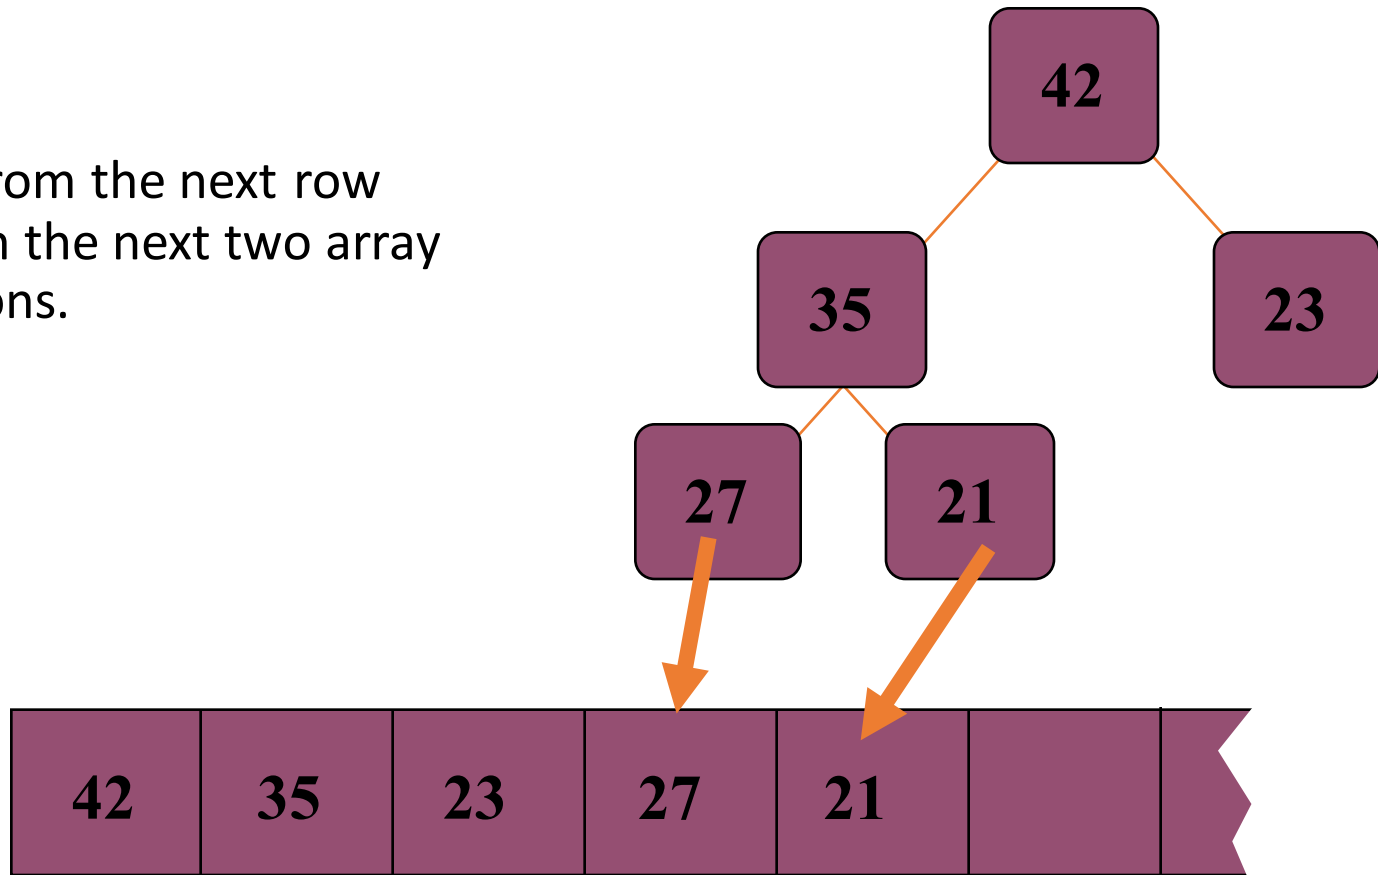 42
rom the next row
the next two array
ons.
35
23
27
21
42 35 23 27 21